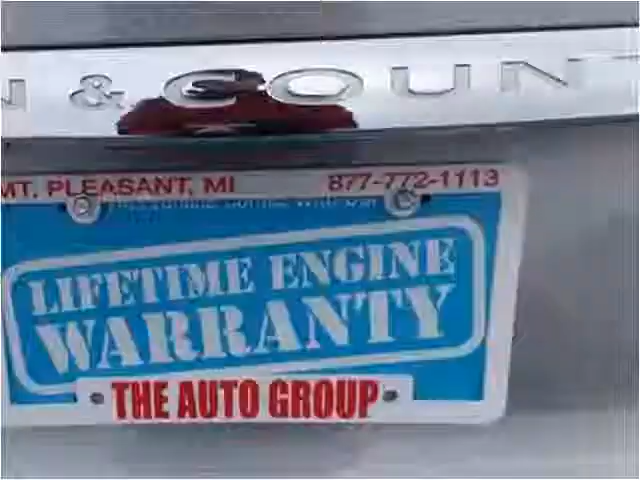 N & COUNT
MT. PLEASANT, MI 877-772-1113
LIFETIME ENGINE
WARRANTY
THE AUTO GROUP